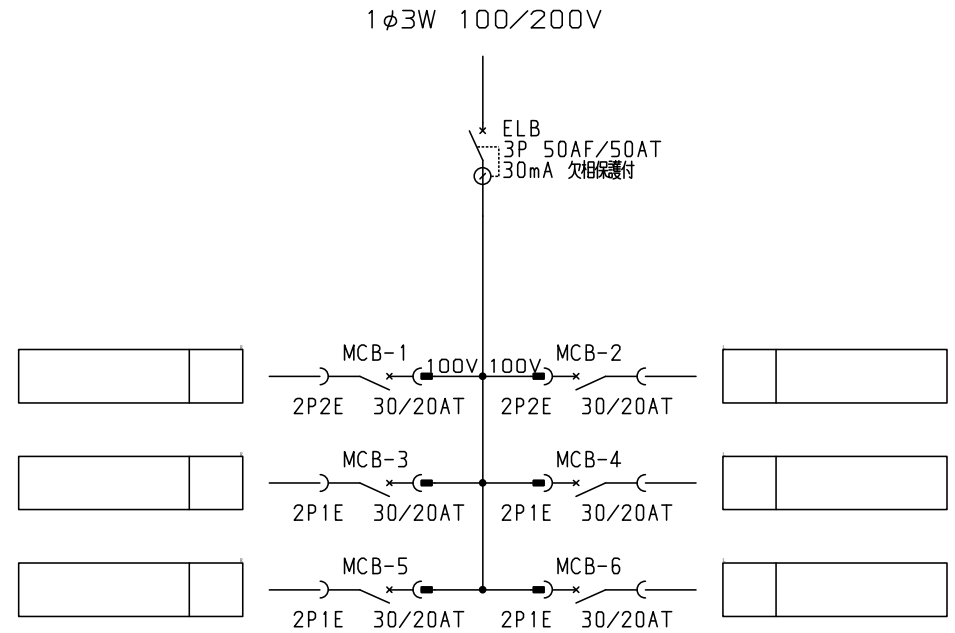 1φ3W 100/200V
ELB
3P 50AF/50AT
30mA 欠相保護付
MCB-1
100V
100V
MCB-2
2P2E 30/20AT
2P2E 30/20AT
MCB-3
MCB-4
2P1E 30/20AT
2P1E 30/20AT
MCB-5
MCB-6
2P1E 30/20AT
2P1E 30/20AT